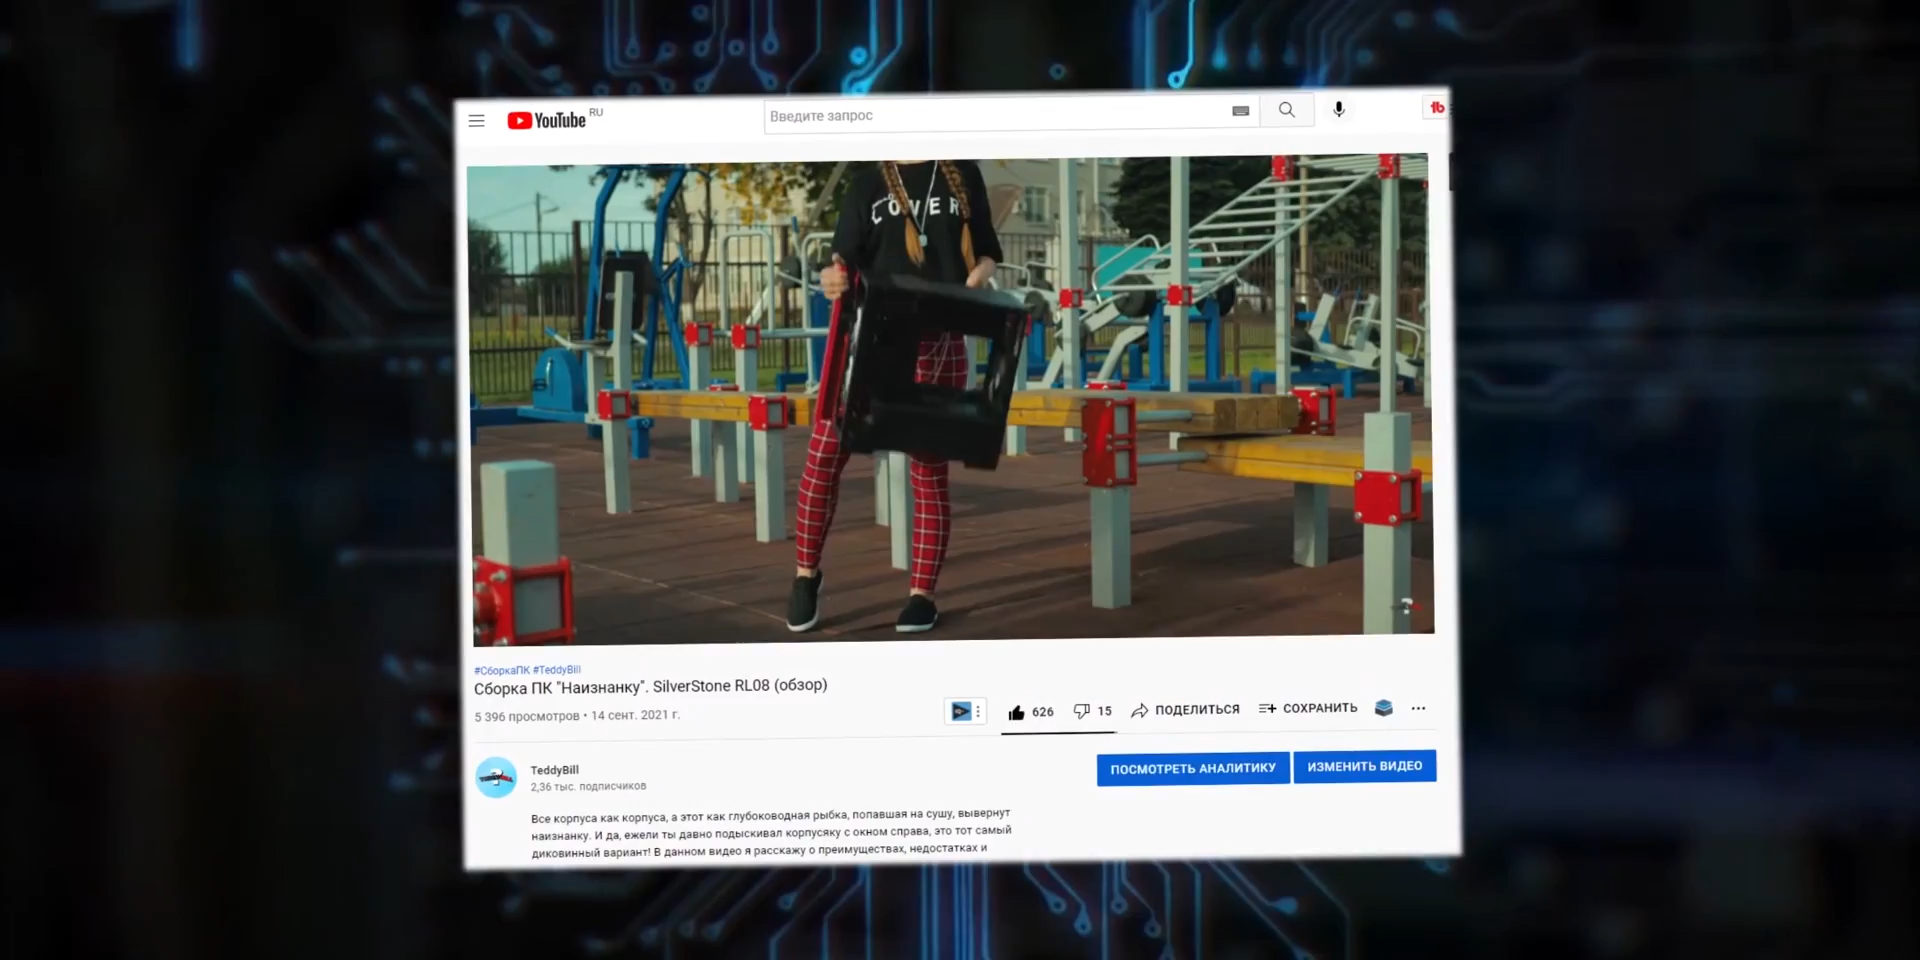 YouTube RU
Введите запрос
LOVER
#СборкаПК #TeddyBill
Сборка ПК "Наизнанку". SilverStone RL08 (обзор)
5 396 просмотров • 14 сент. 2021 г.
626
15
ПОДЕЛИТЬСЯ
СОХРАНИТЬ
TeddyBill
2,36 тыс. подписчиков
ПОСМОТРЕТЬ АНАЛИТИКУ
ИЗМЕНИТЬ ВИДЕО
Все корпуса как корпуса, а этот как глубоководная рыбка, попавшая на сушу, вывернут
наизнанку. И да, ежели ты давно подыскивал корпусяку с окном справа, это тот самый
диковинный вариант! В данном видео я расскажу о преимуществах, недостатках и